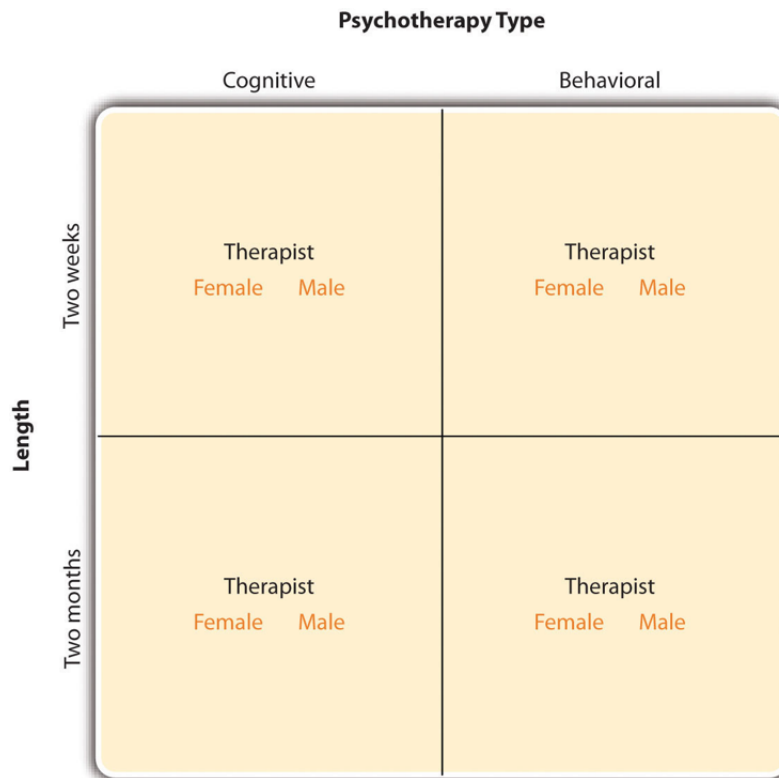 Psychotherapy Type
Cognitive Behavioral
Length
Two weeks
Therapist Therapist
Female Male Female Male
Two months
Therapist Therapist
Female Male Female Male